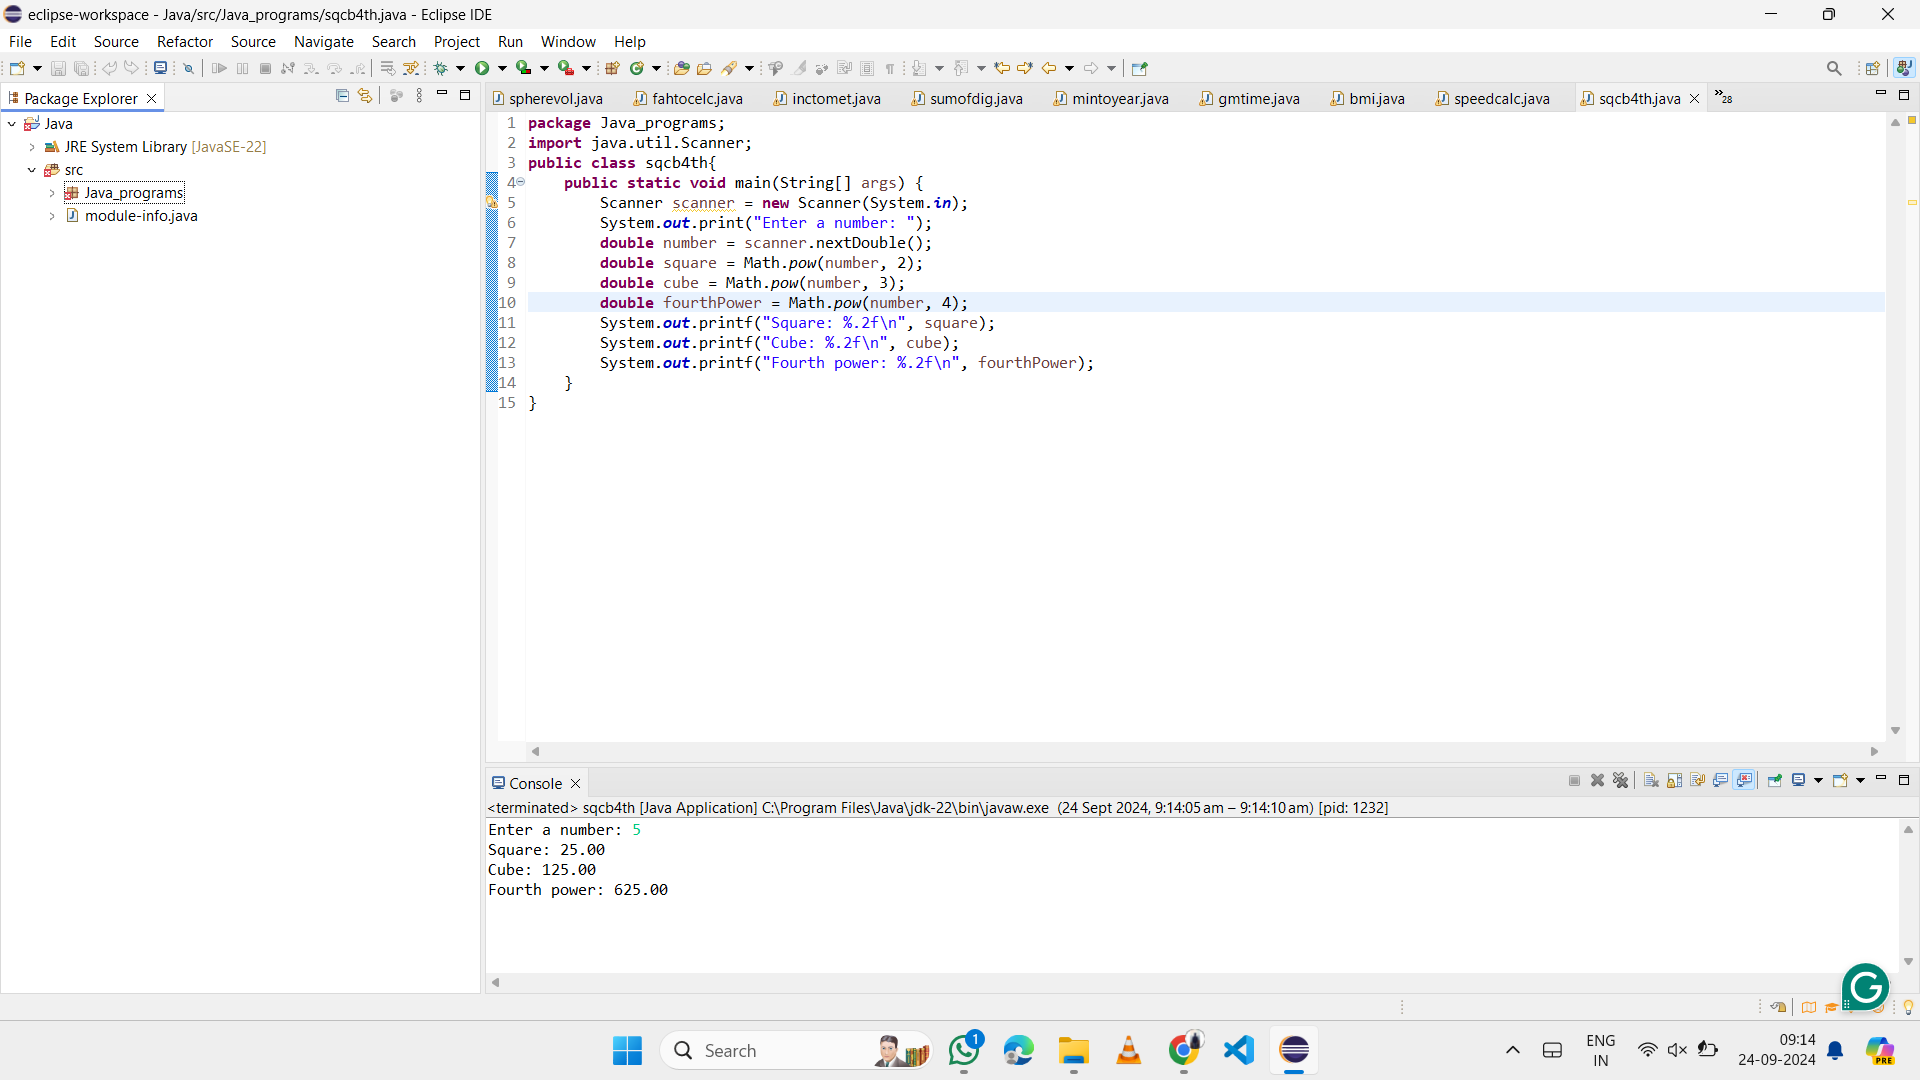 eclipse-workspace - Java/src/Java_programs/sqcb4th.java - Eclipse IDE
File Edit Source Refactor Source Navigate Search Project Run Window Help
Package Explorer
Java
JRE System Library [JavaSE-22]
src
Java_programs
module-info.java
spherevol.java fahtocelc.java inctomet.java sumofdig.java mintoyear.java gmtime.java bmi.java speedcalc.java sqcb4th.java »28
1 package Java_programs;
2 import java.util.Scanner;
3 public class sqcb4th{
4 public static void main(String[] args) {
5 Scanner scanner = new Scanner(System.in);
6 System.out.print("Enter a number: ");
7 double number = scanner.nextDouble();
8 double square = Math.pow(number, 2);
9 double cube = Math.pow(number, 3);
10 double fourthPower = Math.pow(number, 4);
11 System.out.printf("Square: %.2f\n", square);
12 System.out.printf("Cube: %.2f\n", cube);
13 System.out.printf("Fourth power: %.2f\n", fourthPower);
14 }
15 }
Console
<terminated> sqcb4th [Java Application] C:\Program Files\Java\jdk-22\bin\javaw.exe (24 Sept 2024, 9:14:05 am – 9:14:10 am) [pid: 1232]
Enter a number: 5
Square: 25.00
Cube: 125.00
Fourth power: 625.00
Search
1
ENG
IN
09:14
24-09-2024
PRE